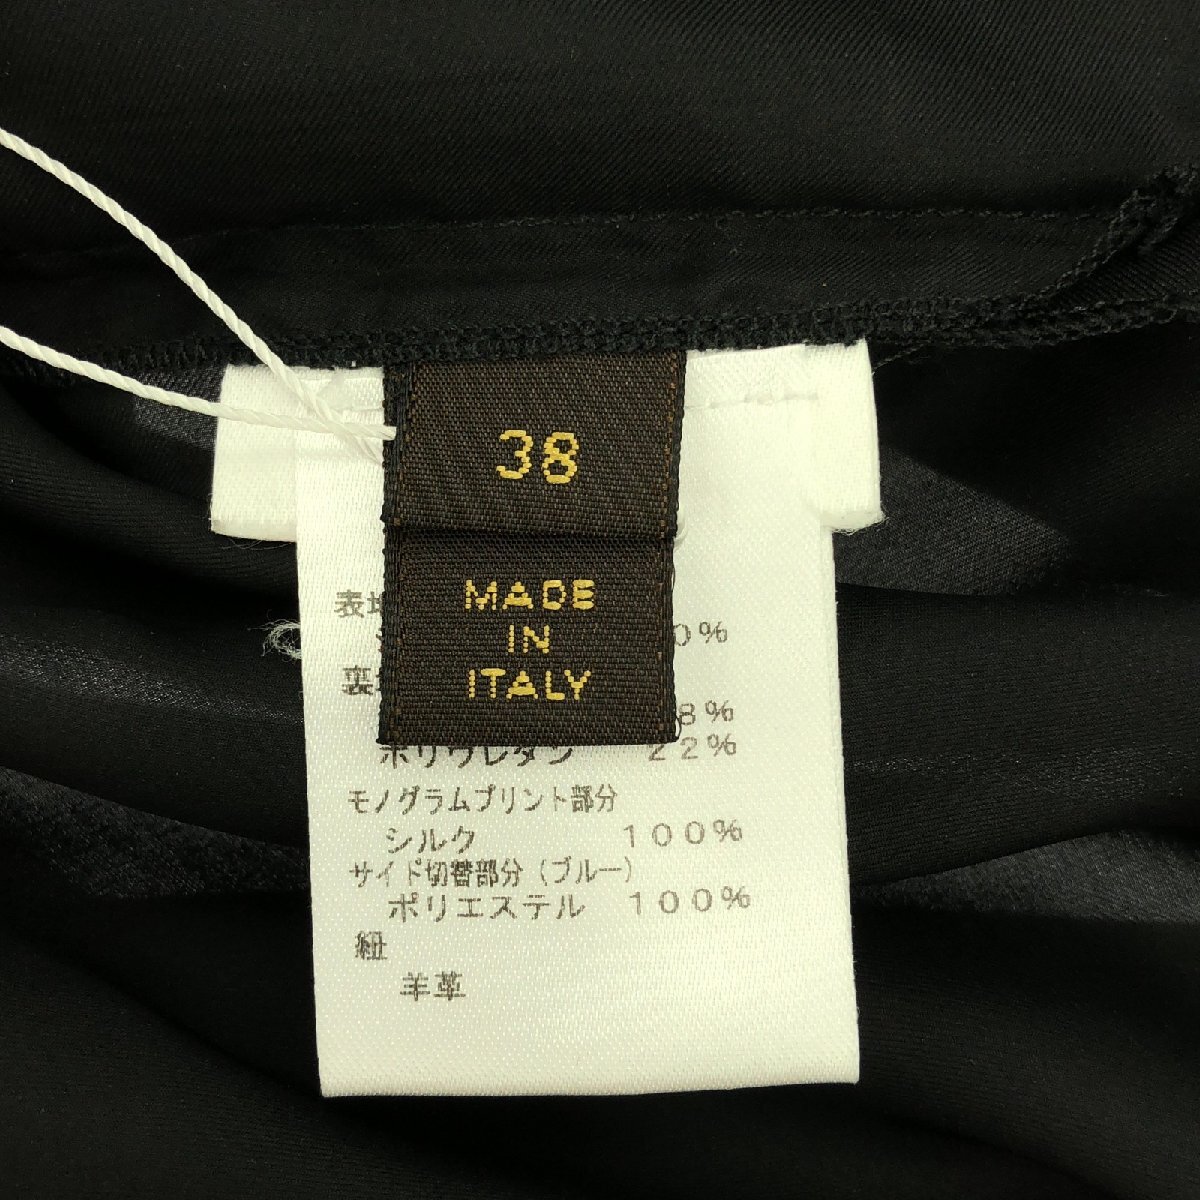 38
MADE
IN
ITALY
表地
0%
裏地
8%
ポリウレタン 22%
モノグラムプリント部分
シルク 100%
サイド切替部分(ブルー)
ポリエステル 100%
紐
羊革